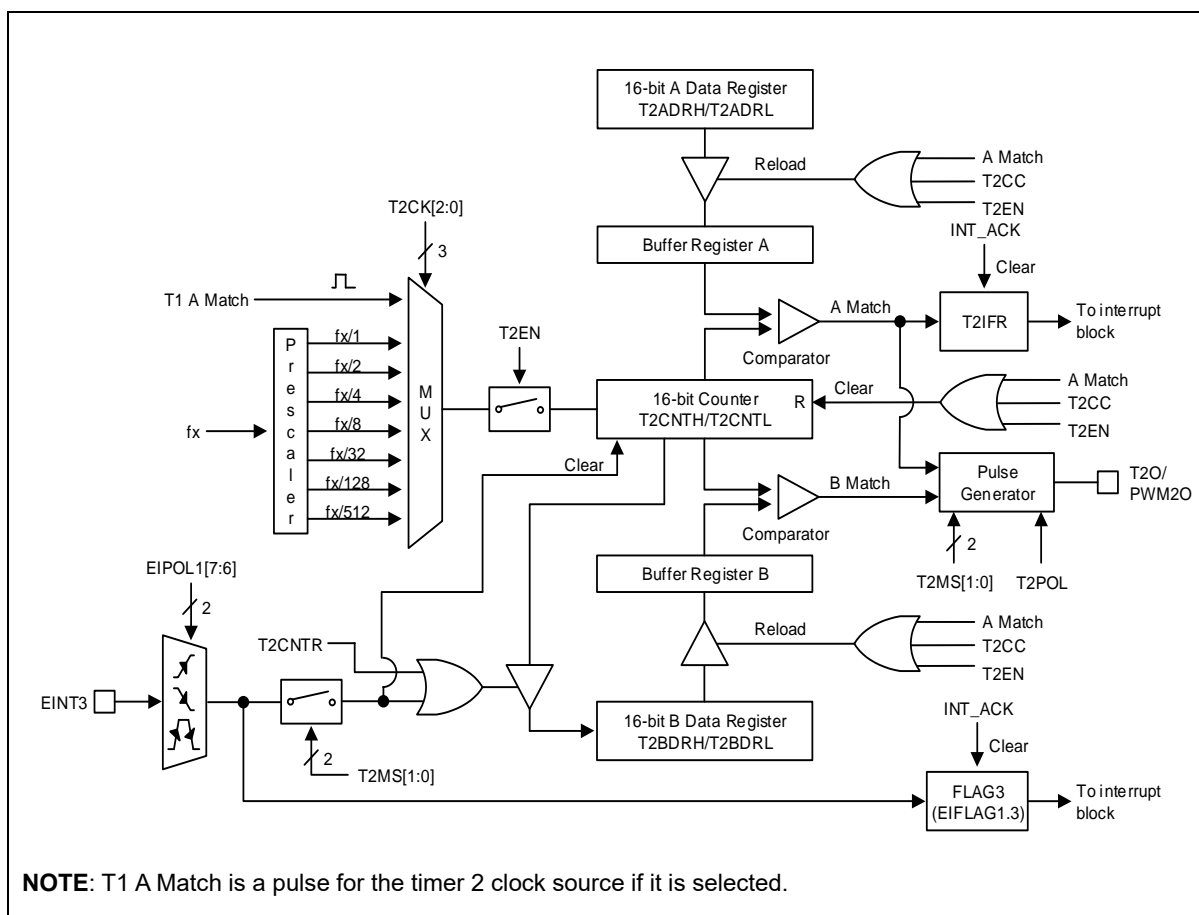 16-bit A Data Register
T2ADRH/T2ADRL
Reload
A Match
T2CC
T2EN
T2CK[2:0]
3
Buffer Register A
INT_ACK
Clear
T1 A Match
A Match
T2IFR
To interrupt
block
Comparator
Prescaler
fx/1
fx/2
fx/4
fx/8
fx/32
fx/128
fx/512
fx
MUX
T2EN
16-bit Counter
T2CNTH/T2CNTL
R
Clear
A Match
T2CC
T2EN
Clear
B Match
Comparator
Pulse
Generator
T2O/
PWM2O
2
T2MS[1:0]
T2POL
Buffer Register B
EIPOL1[7:6]
2
T2CNTR
Reload
A Match
T2CC
T2EN
EINT3
2
T2MS[1:0]
16-bit B Data Register
T2BDRH/T2BDRL
INT_ACK
Clear
FLAG3
(EIFLAG1.3)
To interrupt
block
NOTE: T1 A Match is a pulse for the timer 2 clock source if it is selected.